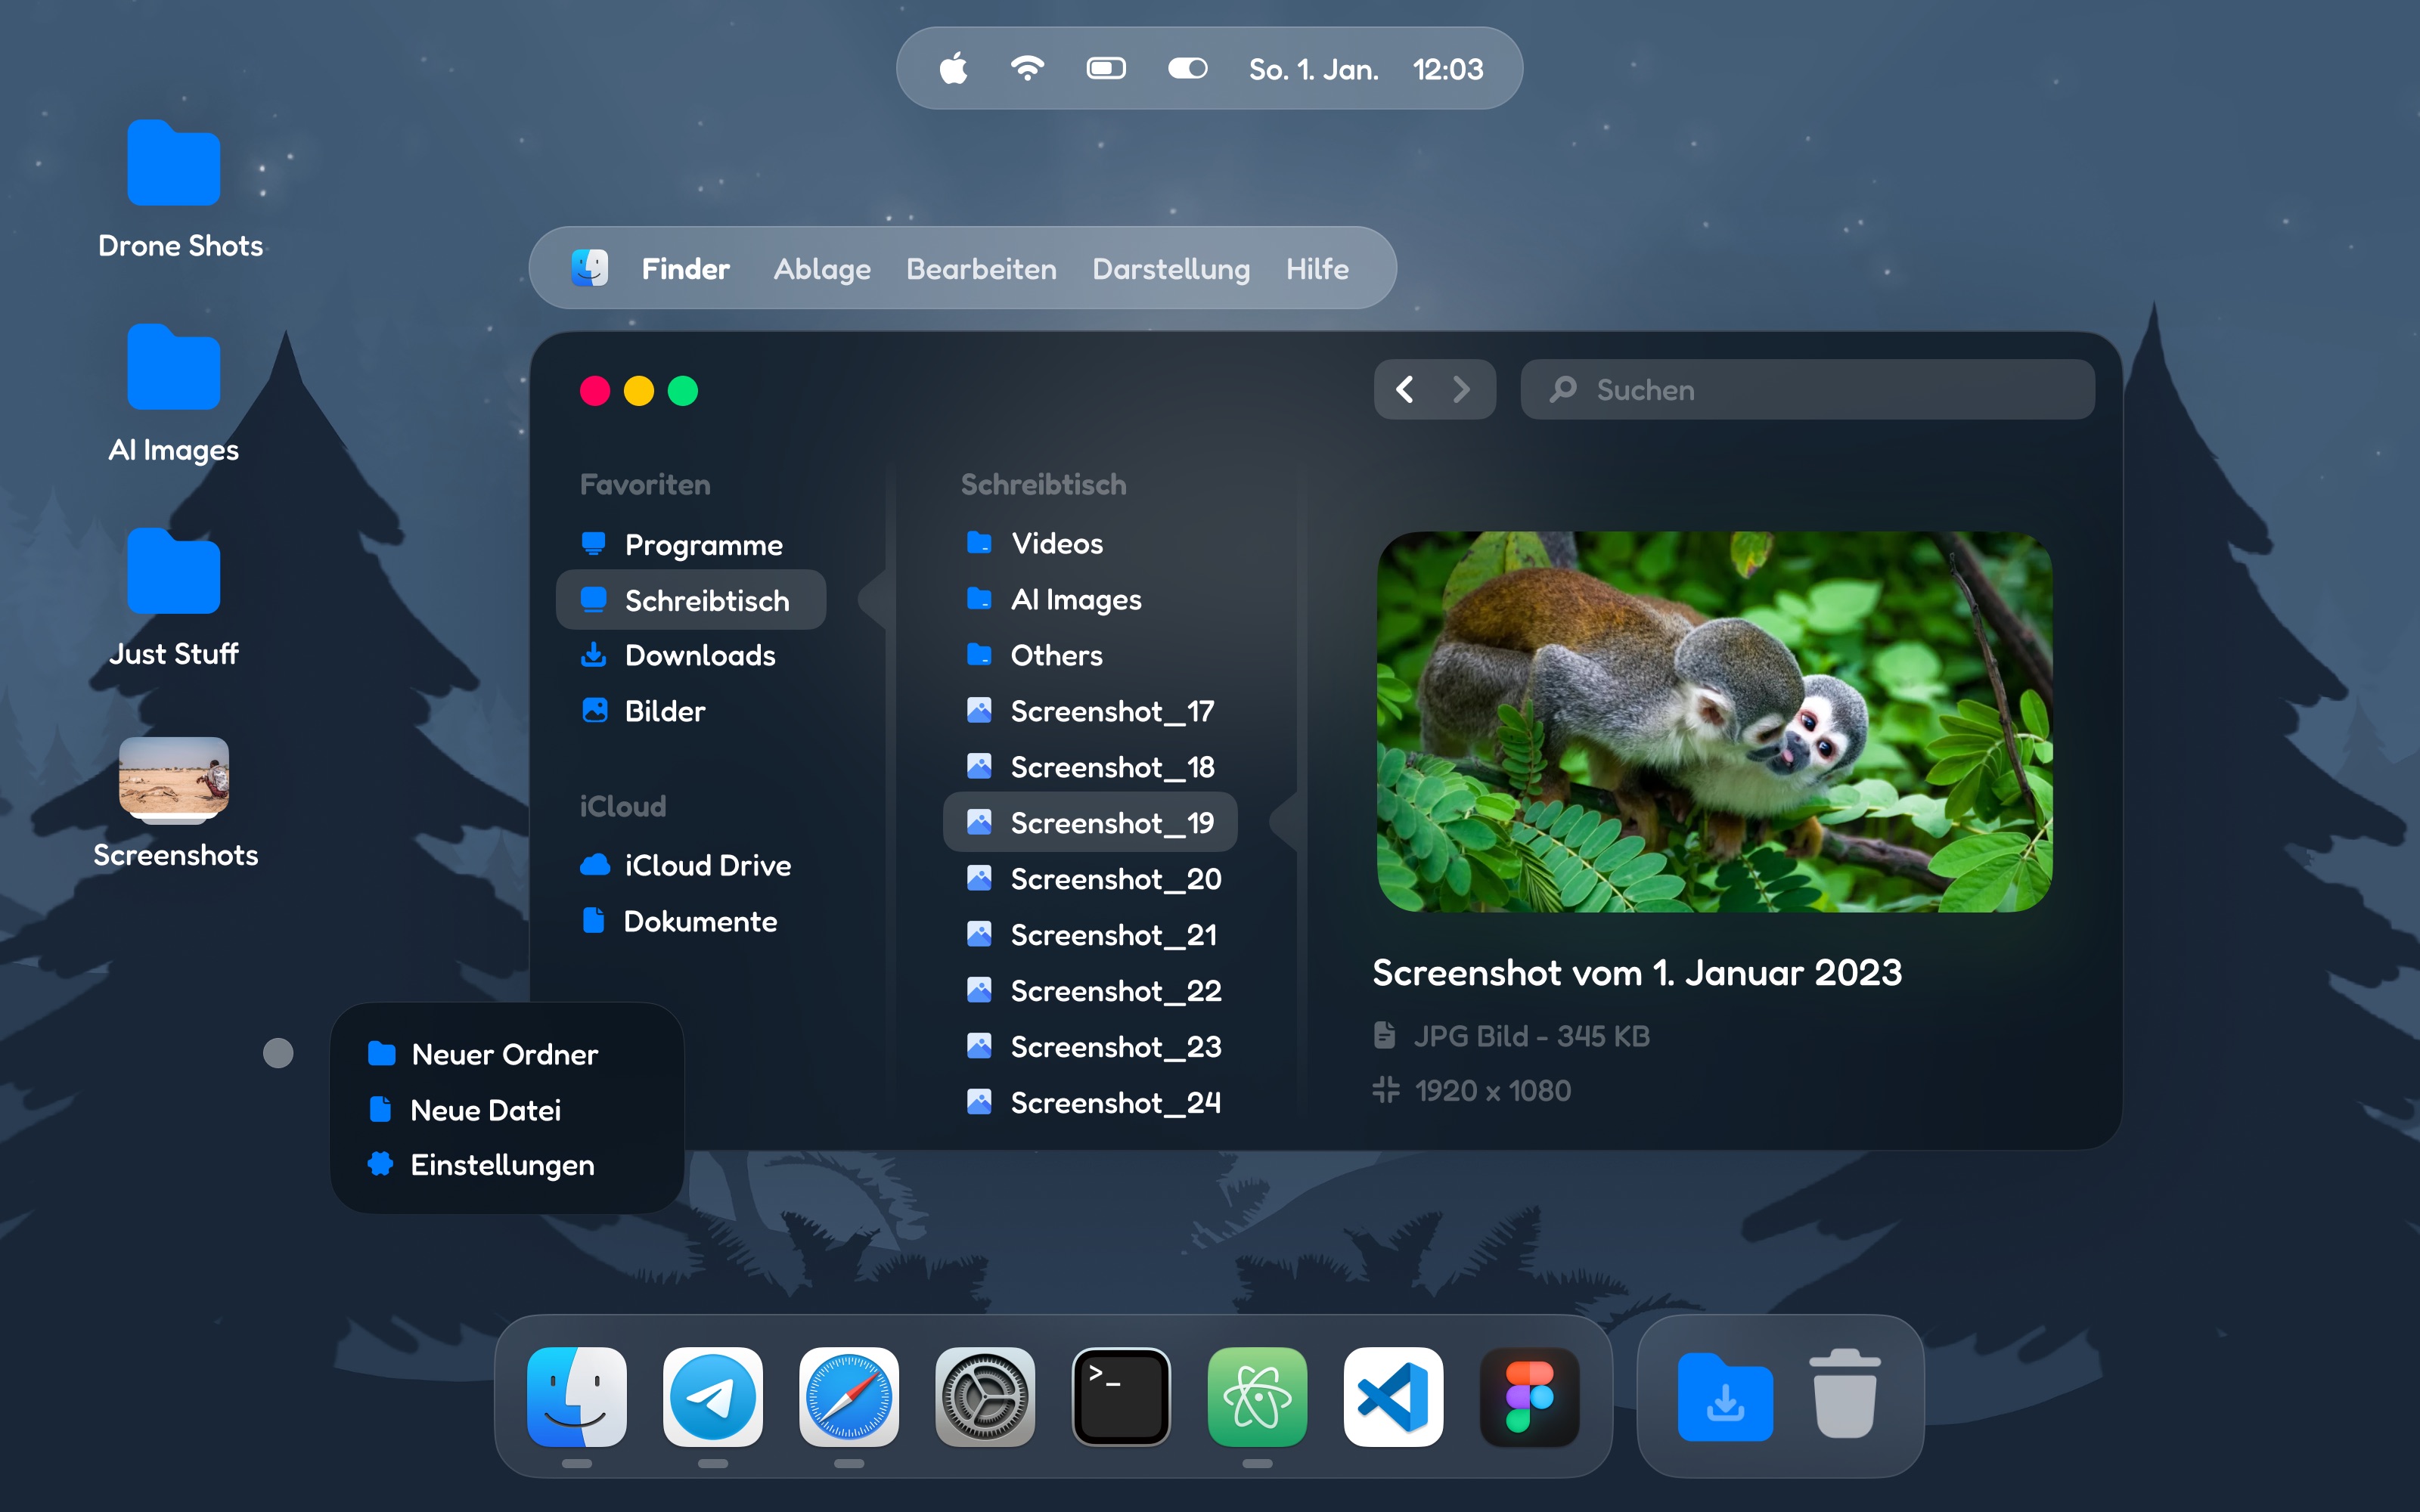 So. 1. Jan. 12:03
Drone Shots
AI Images
Just Stuff
Screenshots
Finder Ablage Bearbeiten Darstellung Hilfe
Suchen
Favoriten
Programme
Schreibtisch
Downloads
Bilder
iCloud
iCloud Drive
Dokumente
Schreibtisch
Videos
AI Images
Others
Screenshot_17
Screenshot_18
Screenshot_19
Screenshot_20
Screenshot_21
Screenshot_22
Screenshot_23
Screenshot_24
Screenshot vom 1. Januar 2023
JPG Bild - 345 KB
1920 x 1080
Neuer Ordner
Neue Datei
Einstellungen
>_